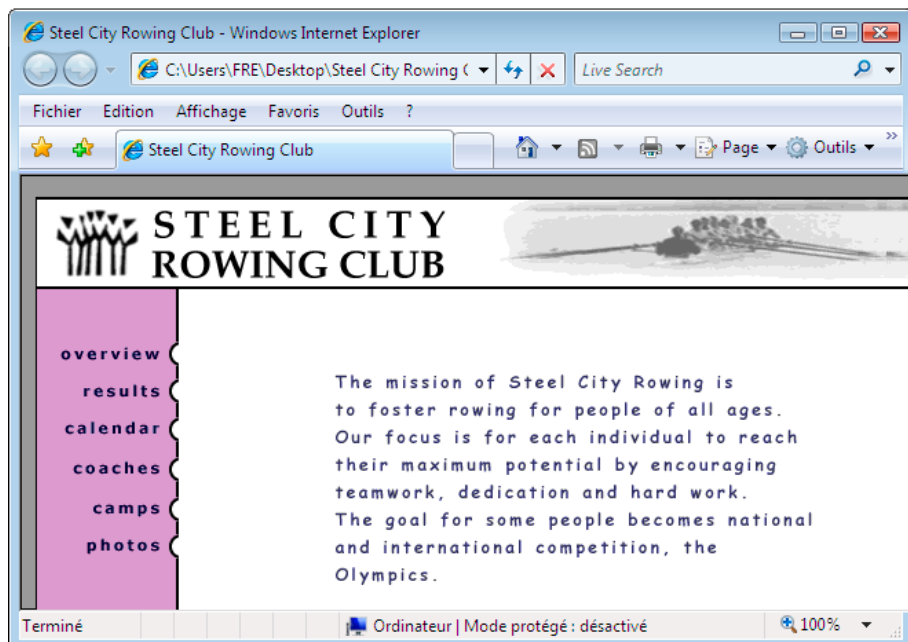 Steel City Rowing Club - Windows Internet Explorer
C:\Users\FRE\Desktop\Steel City Rowing C
Live Search
Fichier Edition Affichage Favoris Outils ?
Steel City Rowing Club
Page Outils »
STEEL CITY
ROWING CLUB
overview
results
calendar
coaches
camps
photos
The mission of Steel City Rowing is
to foster rowing for people of all ages.
Our focus is for each individual to reach
their maximum potential by encouraging
teamwork, dedication and hard work.
The goal for some people becomes national
and international competition, the
Olympics.
Terminé
Ordinateur | Mode protégé : désactivé
100%